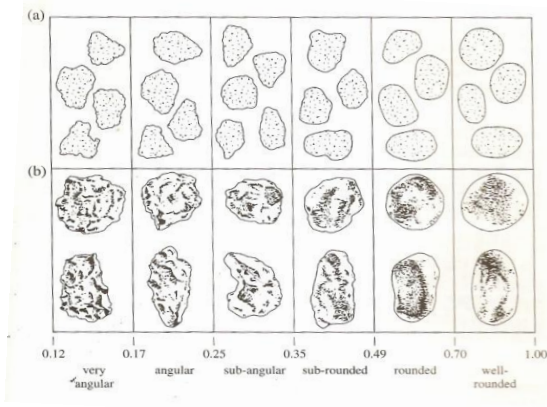 (a)
(b)
0.12 0.17 0.25 0.35 0.49 0.70 1.00
very angular sub-angular sub-rounded rounded well-
angular rounded